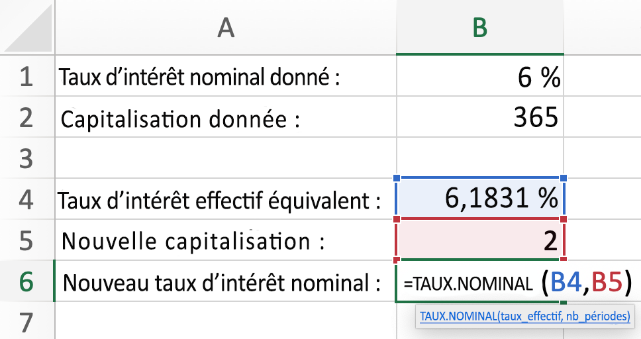 A B
1 Taux d’intérêt nominal donné : 6 %
2 Capitalisation donnée : 365
3
4 Taux d’intérêt effectif équivalent : 6,1831 %
5 Nouvelle capitalisation : 2
6 Nouveau taux d’intérêt nominal : =TAUX.NOMINAL (B4,B5)
7 TAUX.NOMINAL(taux_effectif, nb_périodes)